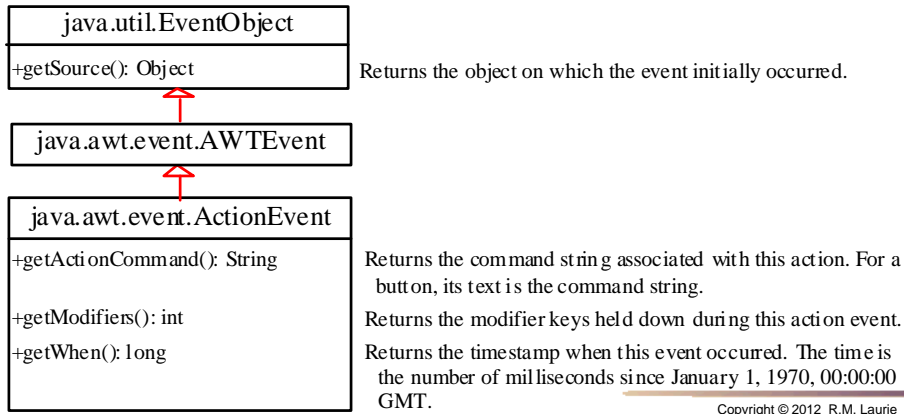 java.util.EventObject
+getSource(): Object
Returns the object on which the event initially occurred.
java.awt.event.AWTEvent
java.awt.event.ActionEvent
+getActionCommand(): String
Returns the command string associated with this action. For a
button, its text is the command string.
+getModifiers(): int
Returns the modifier keys held down during this action event.
+getWhen(): long
Returns the timestamp when this event occurred. The time is
the number of milliseconds since January 1, 1970, 00:00:00
GMT.
Copyright © 2012 R.M. Laurie